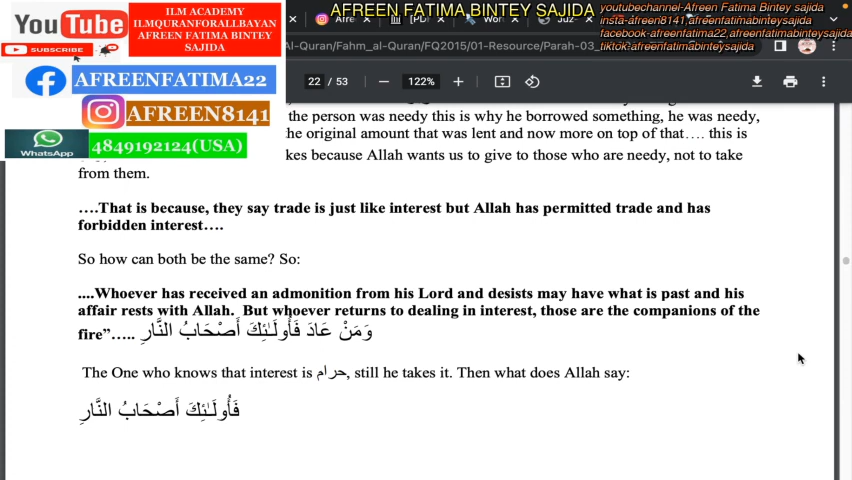 AFREEN FATIMA BINTEY SAJIDA
youtubechannel-Afreen Fatima Bintey sajida
insta-afreeni8141,afreenfatimabinteysajida
facebook-afreenfatima22,afreenfatimabinteysajida
tiktok-afreenfatimabinteysajida
YouTube
SUBSCRIBE
ILM ACADEMY
ILMQURANFORALLBAYAN
AFREEN FATIMA BINTEY
SAJIDA
AFREENFATIMA22
AFREEN8141
WhatsApp
4849192124(USA)
Afre
[PD
Wor
Juz-
Al-Quran/Fahm_al-Quran/FQ2015/01-Resource/Parah-03_
22 / 53
122%
the person was needy this is why he borrowed something, he was needy,
he original amount that was lent and now more on top of that…. this is
kes because Allah wants us to give to those who are needy, not to take
from them.
….That is because, they say trade is just like interest but Allah has permitted trade and has
forbidden interest….
So how can both be the same? So:
....Whoever has received an admonition from his Lord and desists may have what is past and his
affair rests with Allah. But whoever returns to dealing in interest, those are the companions of the
fire”….. وَمَنْ عَادَ فَأُولَـٰئِكَ أَصْحَابُ النَّارِ
The One who knows that interest is حرام, still he takes it. Then what does Allah say:
فَأُولَـٰئِكَ أَصْحَابُ النَّارِ